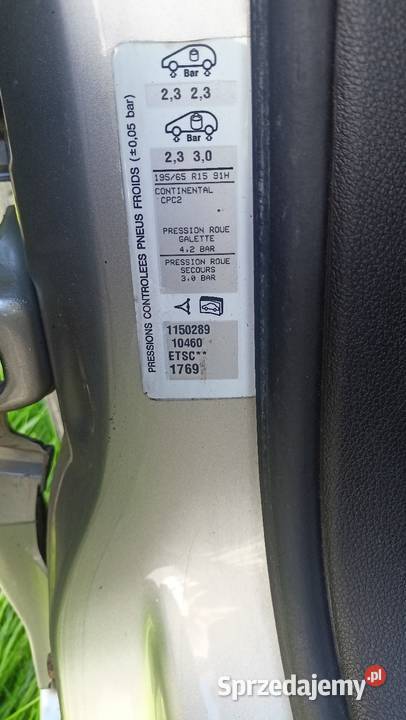 PRESSIONS CONTROLEES PNEUS FROIDS (±0,05 bar)
Bar
2,3 2,3
Bar
2,3 3,0
195/65 R15 91H
CONTINENTAL
CPC2
PRESSION ROUE
GALETTE
4.2 BAR
PRESSION ROUE
SECOURS
3.0 BAR
1150289
10460
ETSC**
1769
Sprzedajemy.pl